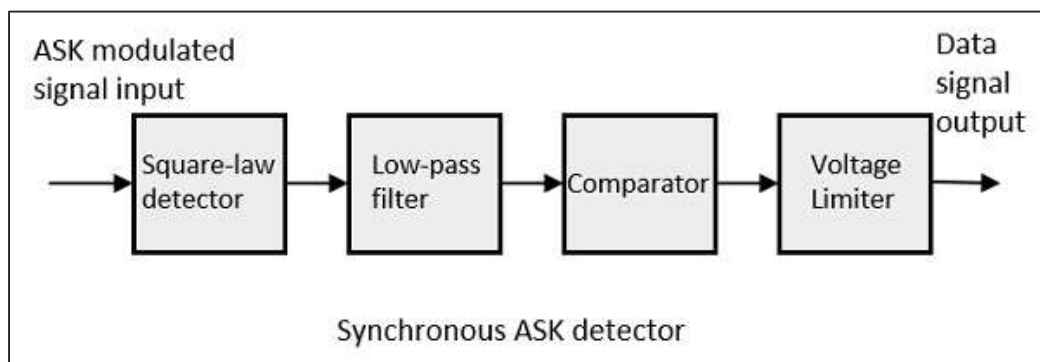 ASK modulated
signal input
Data
signal
output
Square-law
detector
Low-pass
filter
Comparator
Voltage
Limiter
Synchronous ASK detector